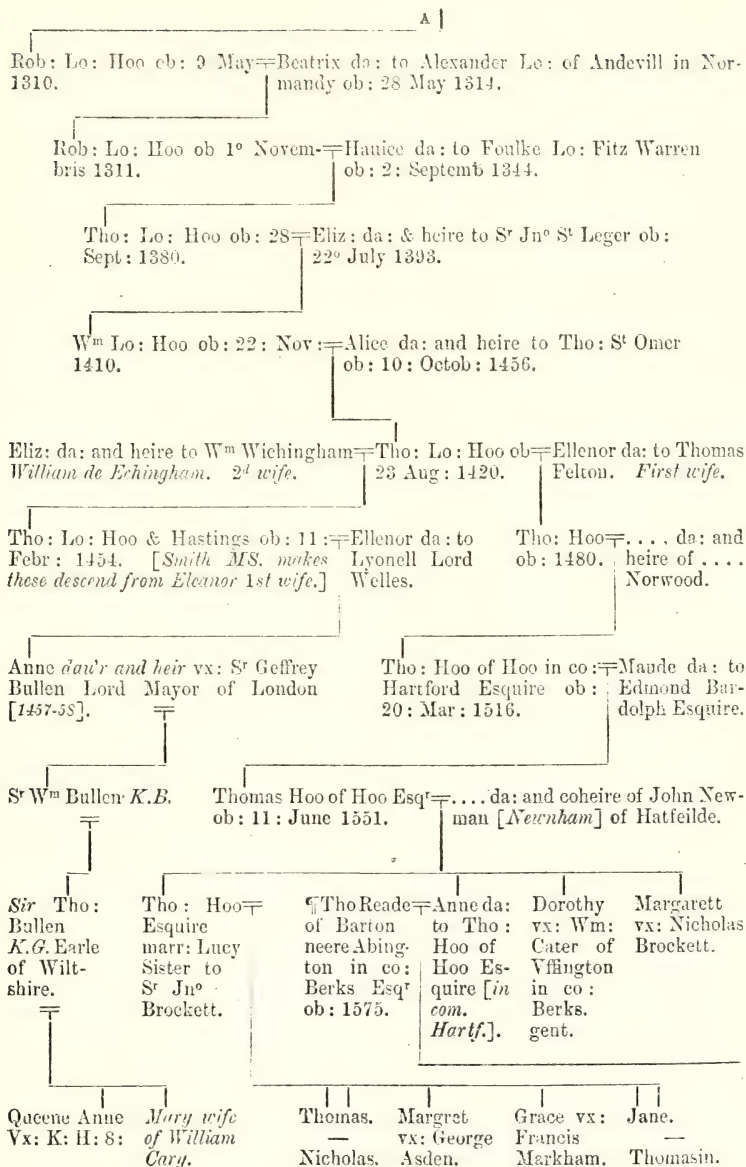 A
Rob: Lo: Hoo ob: 9 May=Beatrix da: to Alexander Lo: of Andevill in Nor-
1310. mandy ob: 28 May 1314.
Rob: Lo: Hoo ob 1º Novem-=Hauice da: to Foulke Lo: Fitz Warren
bris 1311. ob: 2: Septemb 1344.
Tho: Lo: Hoo ob: 28=Eliz: da: & heire to Sʳ Jnº Sᵗ Leger ob:
Sept: 1380. 22º July 1393.
Wᵐ Lo: Hoo ob: 22: Nov:=Alice da: and heire to Tho: Sᵗ Omer
1410. ob: 10: Octob: 1456.
Eliz: da: and heire to Wᵐ Wichingham=Tho: Lo: Hoo ob=Ellenor da: to Thomas
William de Echingham. 2ᵈ wife. 23 Aug: 1420. Felton. First wife.
Tho: Lo: Hoo & Hastings ob: 11:=Ellenor da: to Tho: Hoo=.... da: and
Febr: 1454. [Smith MS. makes Lyonell Lord ob: 1480. heire of ....
these descend from Eleanor 1st wife.] Welles. Norwood.
Anne dau'r and heir vx: Sʳ Geffrey Tho: Hoo of Hoo in co:=Maude da: to
Bullen Lord Mayor of London Hartford Esquire ob: Edmond Bar-
[1457-58]. 20: Mar: 1516. dolph Esquire.
Sʳ Wᵐ Bullen K.B. Thomas Hoo of Hoo Esqʳ=.... da: and coheire of John New-
ob: 11: June 1551. man [Newnham] of Hatfeilde.
Sir Tho: Tho: Hoo= ¶Tho Reade=Anne da: Dorothy Margarett
Bullen Esquire of Barton to Tho: vx: Wm: vx: Nicholas
K.G. Earle marr: Lucy neere Abing- Hoo of Cater of Brockett.
of Wilt- Sister to ton in co: Hoo Es- Vffington
shire. Sʳ Jnº Berks Esqʳ quire [in in co:
Brockett. ob: 1575. com. Berks.
Hartf.]. gent.
Queene Anne Mary wife Thomas. Margret Grace vx: Jane.
Vx: K: H: 8: of William — vx: George Francis —
Cary. Nicholas. Asden. Markham. Thomasin.